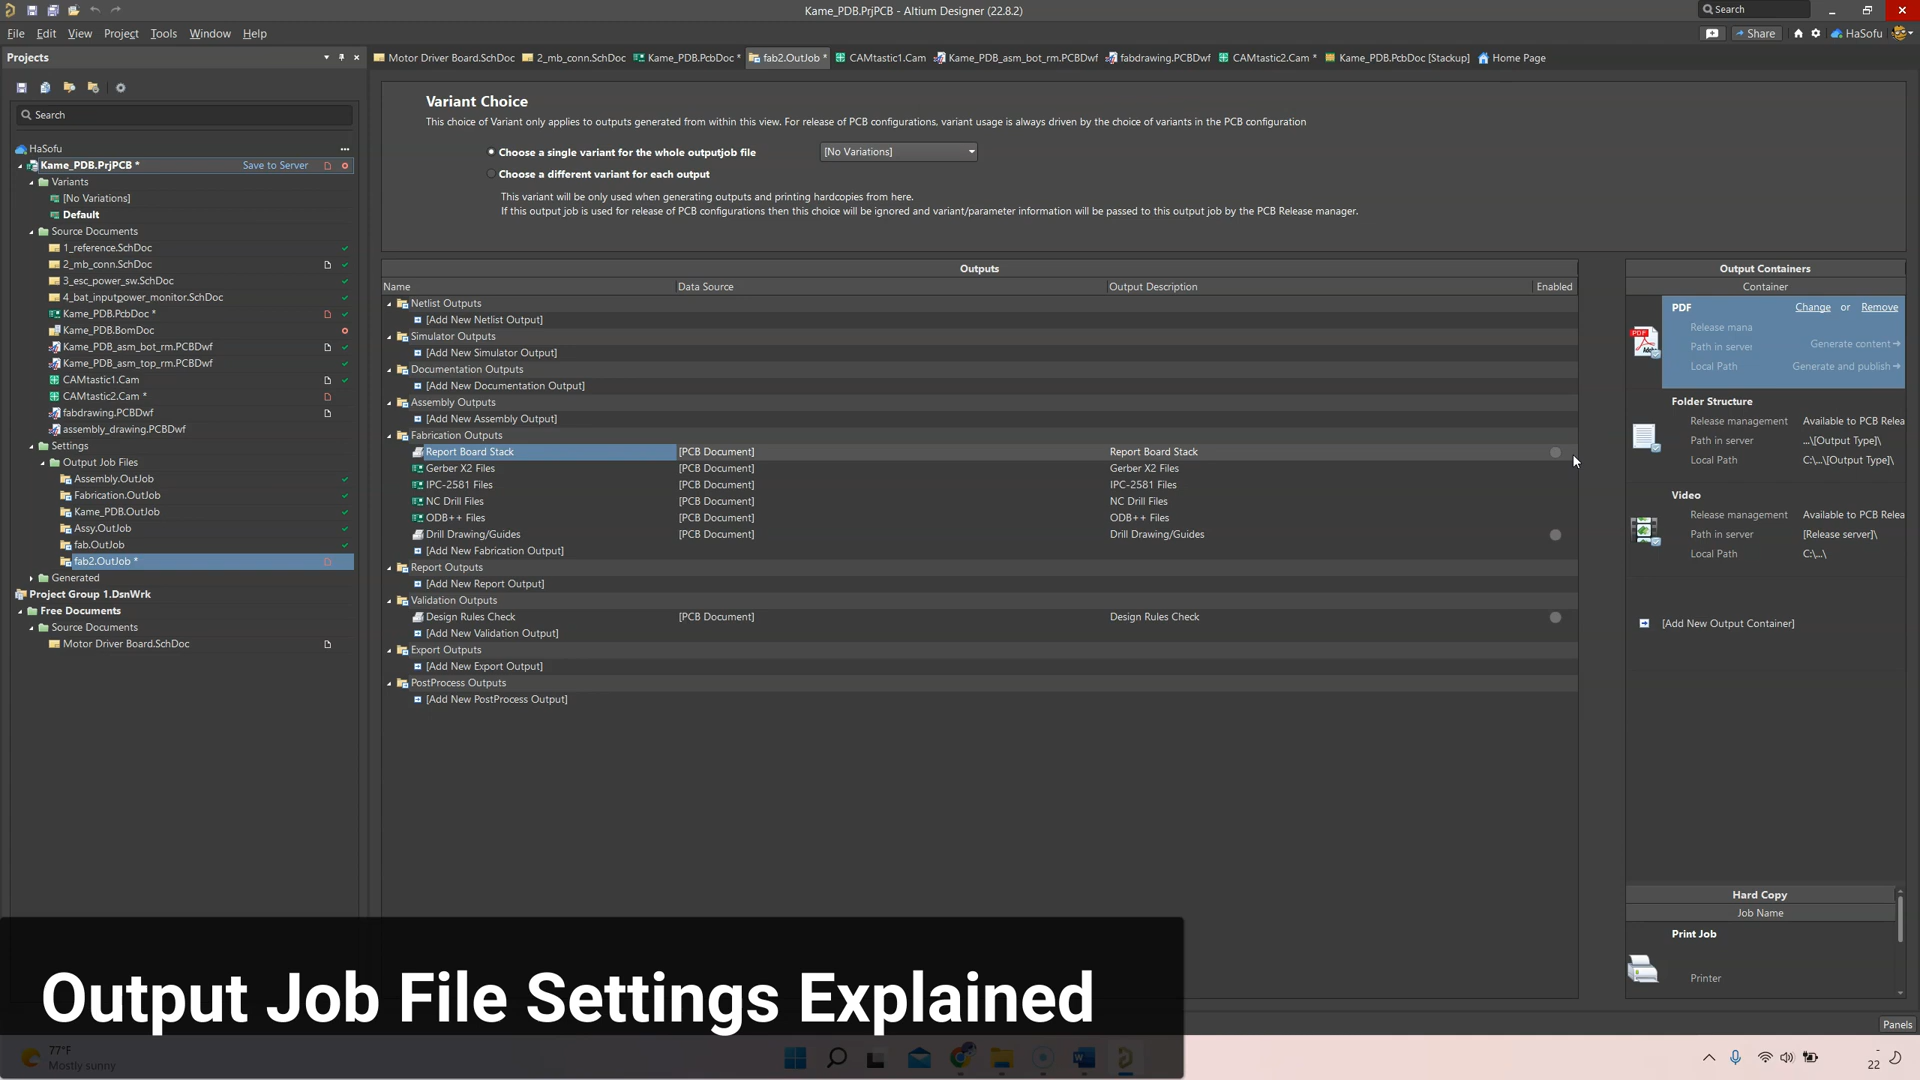 Kame_PDB.PrjPCB - Altium Designer (22.8.2)
Search
File Edit View Project Tools Window Help
Share
HaSofu
Projects
Motor Driver Board.SchDoc
2_mb_conn.SchDoc
Kame_PDB.PcbDoc *
fab2.OutJob *
CAMtastic1.Cam
Kame_PDB_asm_bot_rm.PCBDwf
fabdrawing.PCBDwf
CAMtastic2.Cam *
Kame_PDB.PcbDoc [Stackup]
Home Page
Search
HaSofu
Kame_PDB.PrjPCB *
Save to Server
Variants
[No Variations]
Default
Source Documents
1_reference.SchDoc
2_mb_conn.SchDoc
3_esc_power_sw.SchDoc
4_bat_inputpower_monitor.SchDoc
Kame_PDB.PcbDoc *
Kame_PDB.BomDoc
Kame_PDB_asm_bot_rm.PCBDwf
Kame_PDB_asm_top_rm.PCBDwf
CAMtastic1.Cam
CAMtastic2.Cam *
fabdrawing.PCBDwf
assembly_drawing.PCBDwf
Settings
Output Job Files
Assembly.OutJob
Fabrication.OutJob
Kame_PDB.OutJob
Assy.OutJob
fab.OutJob
fab2.OutJob *
Generated
Project Group 1.DsnWrk
Free Documents
Source Documents
Motor Driver Board.SchDoc
Variant Choice
This choice of Variant only applies to outputs generated from within this view. For release of PCB configurations, variant usage is always driven by the choice of variants in the PCB configuration
Choose a single variant for the whole outputjob file
[No Variations]
Choose a different variant for each output
This variant will be only used when generating outputs and printing hardcopies from here.
If this output job is used for release of PCB configurations then this choice will be ignored and variant/parameter information will be passed to this output job by the PCB Release manager.
Outputs
Name Data Source Output Description Enabled
Netlist Outputs
[Add New Netlist Output]
Simulator Outputs
[Add New Simulator Output]
Documentation Outputs
[Add New Documentation Output]
Assembly Outputs
[Add New Assembly Output]
Fabrication Outputs
Report Board Stack [PCB Document] Report Board Stack
Gerber X2 Files [PCB Document] Gerber X2 Files
IPC-2581 Files [PCB Document] IPC-2581 Files
NC Drill Files [PCB Document] NC Drill Files
ODB++ Files [PCB Document] ODB++ Files
Drill Drawing/Guides [PCB Document] Drill Drawing/Guides
[Add New Fabrication Output]
Report Outputs
[Add New Report Output]
Validation Outputs
Design Rules Check [PCB Document] Design Rules Check
[Add New Validation Output]
Export Outputs
[Add New Export Output]
PostProcess Outputs
[Add New PostProcess Output]
Output Containers
Container
PDF Change or Remove
Release mana
Path in server Generate content
Local Path Generate and publish
Folder Structure
Release management Available to PCB Relea
Path in server ...\[Output Type]\
Local Path C:\...\[Output Type]\
Video
Release management Available to PCB Relea
Path in server [Release server]\
Local Path C:\...\
[Add New Output Container]
Hard Copy
Job Name
Print Job
Printer
Panels
Output Job File Settings Explained
77°F
Mostly sunny
22